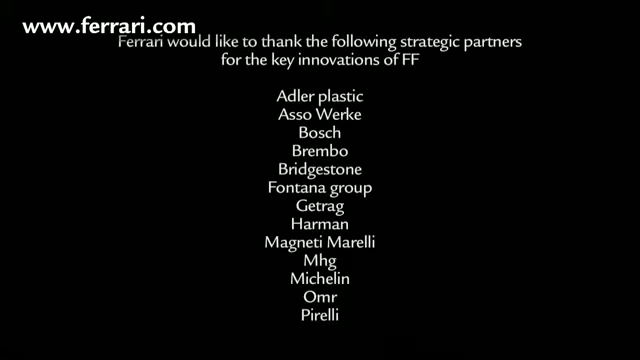 www.ferrari.com
Ferrari would like to thank the following strategic partners
for the key innovations of FF
Adler plastic
Asso Werke
Bosch
Brembo
Bridgestone
Fontana group
Getrag
Harman
Magneti Marelli
Mhg
Michelin
Omr
Pirelli